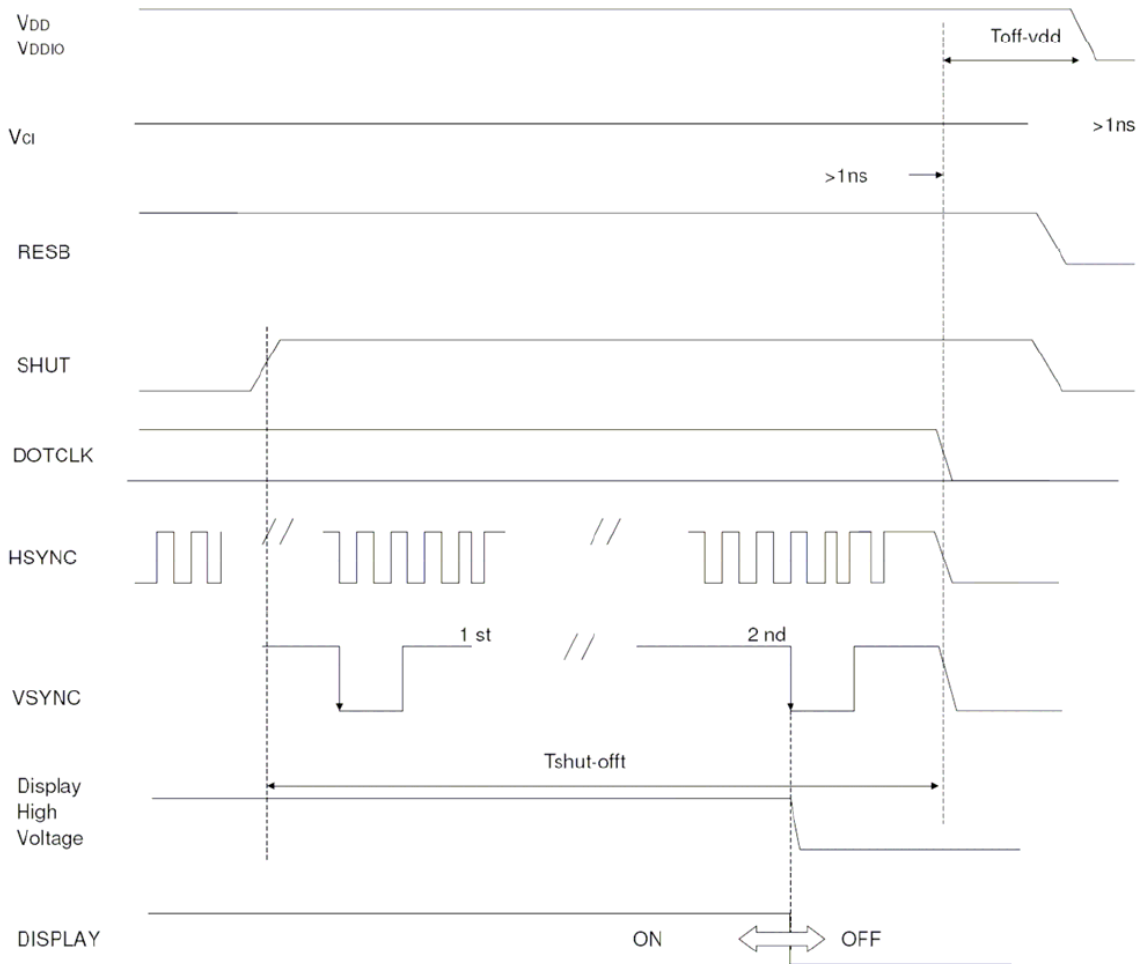 VDD
VDDIO
Toff-vdd
VCI
>1ns
>1ns
RESB
SHUT
DOTCLK
HSYNC
1 st
2 nd
VSYNC
Tshut-offt
Display
High
Voltage
DISPLAY
ON
OFF